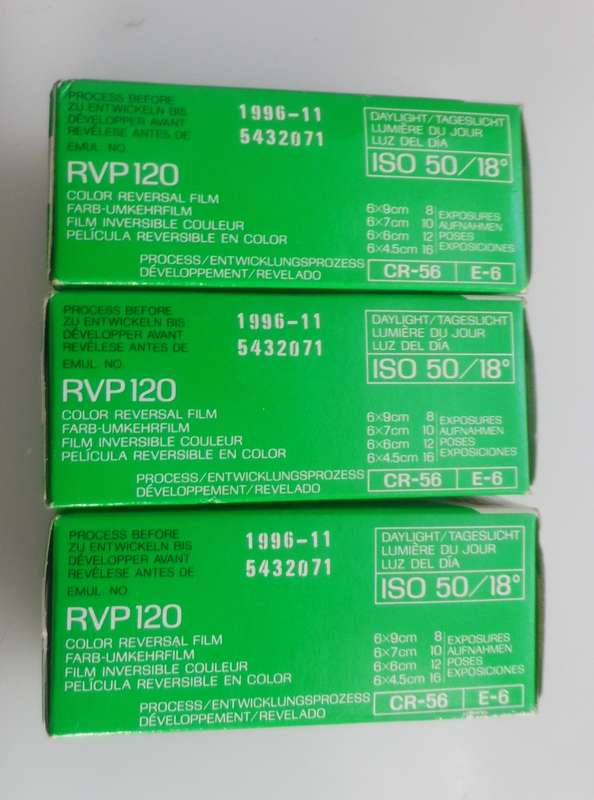 PROCESS BEFORE
ZU ENTWICKELN BIS
DÉVELOPPER AVANT
REVÉLESE ANTES DE
1996-11
5432071
EMUL. NO.
DAYLIGHT/TAGESLICHT
LUMIÈRE DU JOUR
LUZ DEL DÍA
ISO 50/18°
RVP120
COLOR REVERSAL FILM
FARB-UMKEHRFILM
FILM INVERSIBLE COULEUR
PELÍCULA REVERSIBLE EN COLOR
6×9cm 8 EXPOSURES
6×7cm 10 AUFNAHMEN
6×6cm 12 POSES
6×4.5cm 16 EXPOSICIONES
PROCESS/ENTWICKLUNGSPROZESS
DÉVELOPPEMENT/REVELADO
CR-56 E-6
PROCESS BEFORE
ZU ENTWICKELN BIS
DÉVELOPPER AVANT
REVÉLESE ANTES DE
1996-11
5432071
EMUL. NO.
DAYLIGHT/TAGESLICHT
LUMIÈRE DU JOUR
LUZ DEL DÍA
ISO 50/18°
RVP120
COLOR REVERSAL FILM
FARB-UMKEHRFILM
FILM INVERSIBLE COULEUR
PELÍCULA REVERSIBLE EN COLOR
6×9cm 8 EXPOSURES
6×7cm 10 AUFNAHMEN
6×6cm 12 POSES
6×4.5cm 16 EXPOSICIONES
PROCESS/ENTWICKLUNGSPROZESS
DÉVELOPPEMENT/REVELADO
CR-56 E-6
PROCESS BEFORE
ZU ENTWICKELN BIS
DÉVELOPPER AVANT
REVÉLESE ANTES DE
1996-11
5432071
EMUL. NO.
DAYLIGHT/TAGESLICHT
LUMIÈRE DU JOUR
LUZ DEL DÍA
ISO 50/18°
RVP120
COLOR REVERSAL FILM
FARB-UMKEHRFILM
FILM INVERSIBLE COULEUR
PELÍCULA REVERSIBLE EN COLOR
6×9cm 8 EXPOSURES
6×7cm 10 AUFNAHMEN
6×6cm 12 POSES
6×4.5cm 16 EXPOSICIONES
PROCESS/ENTWICKLUNGSPROZESS
DÉVELOPPEMENT/REVELADO
CR-56 E-6